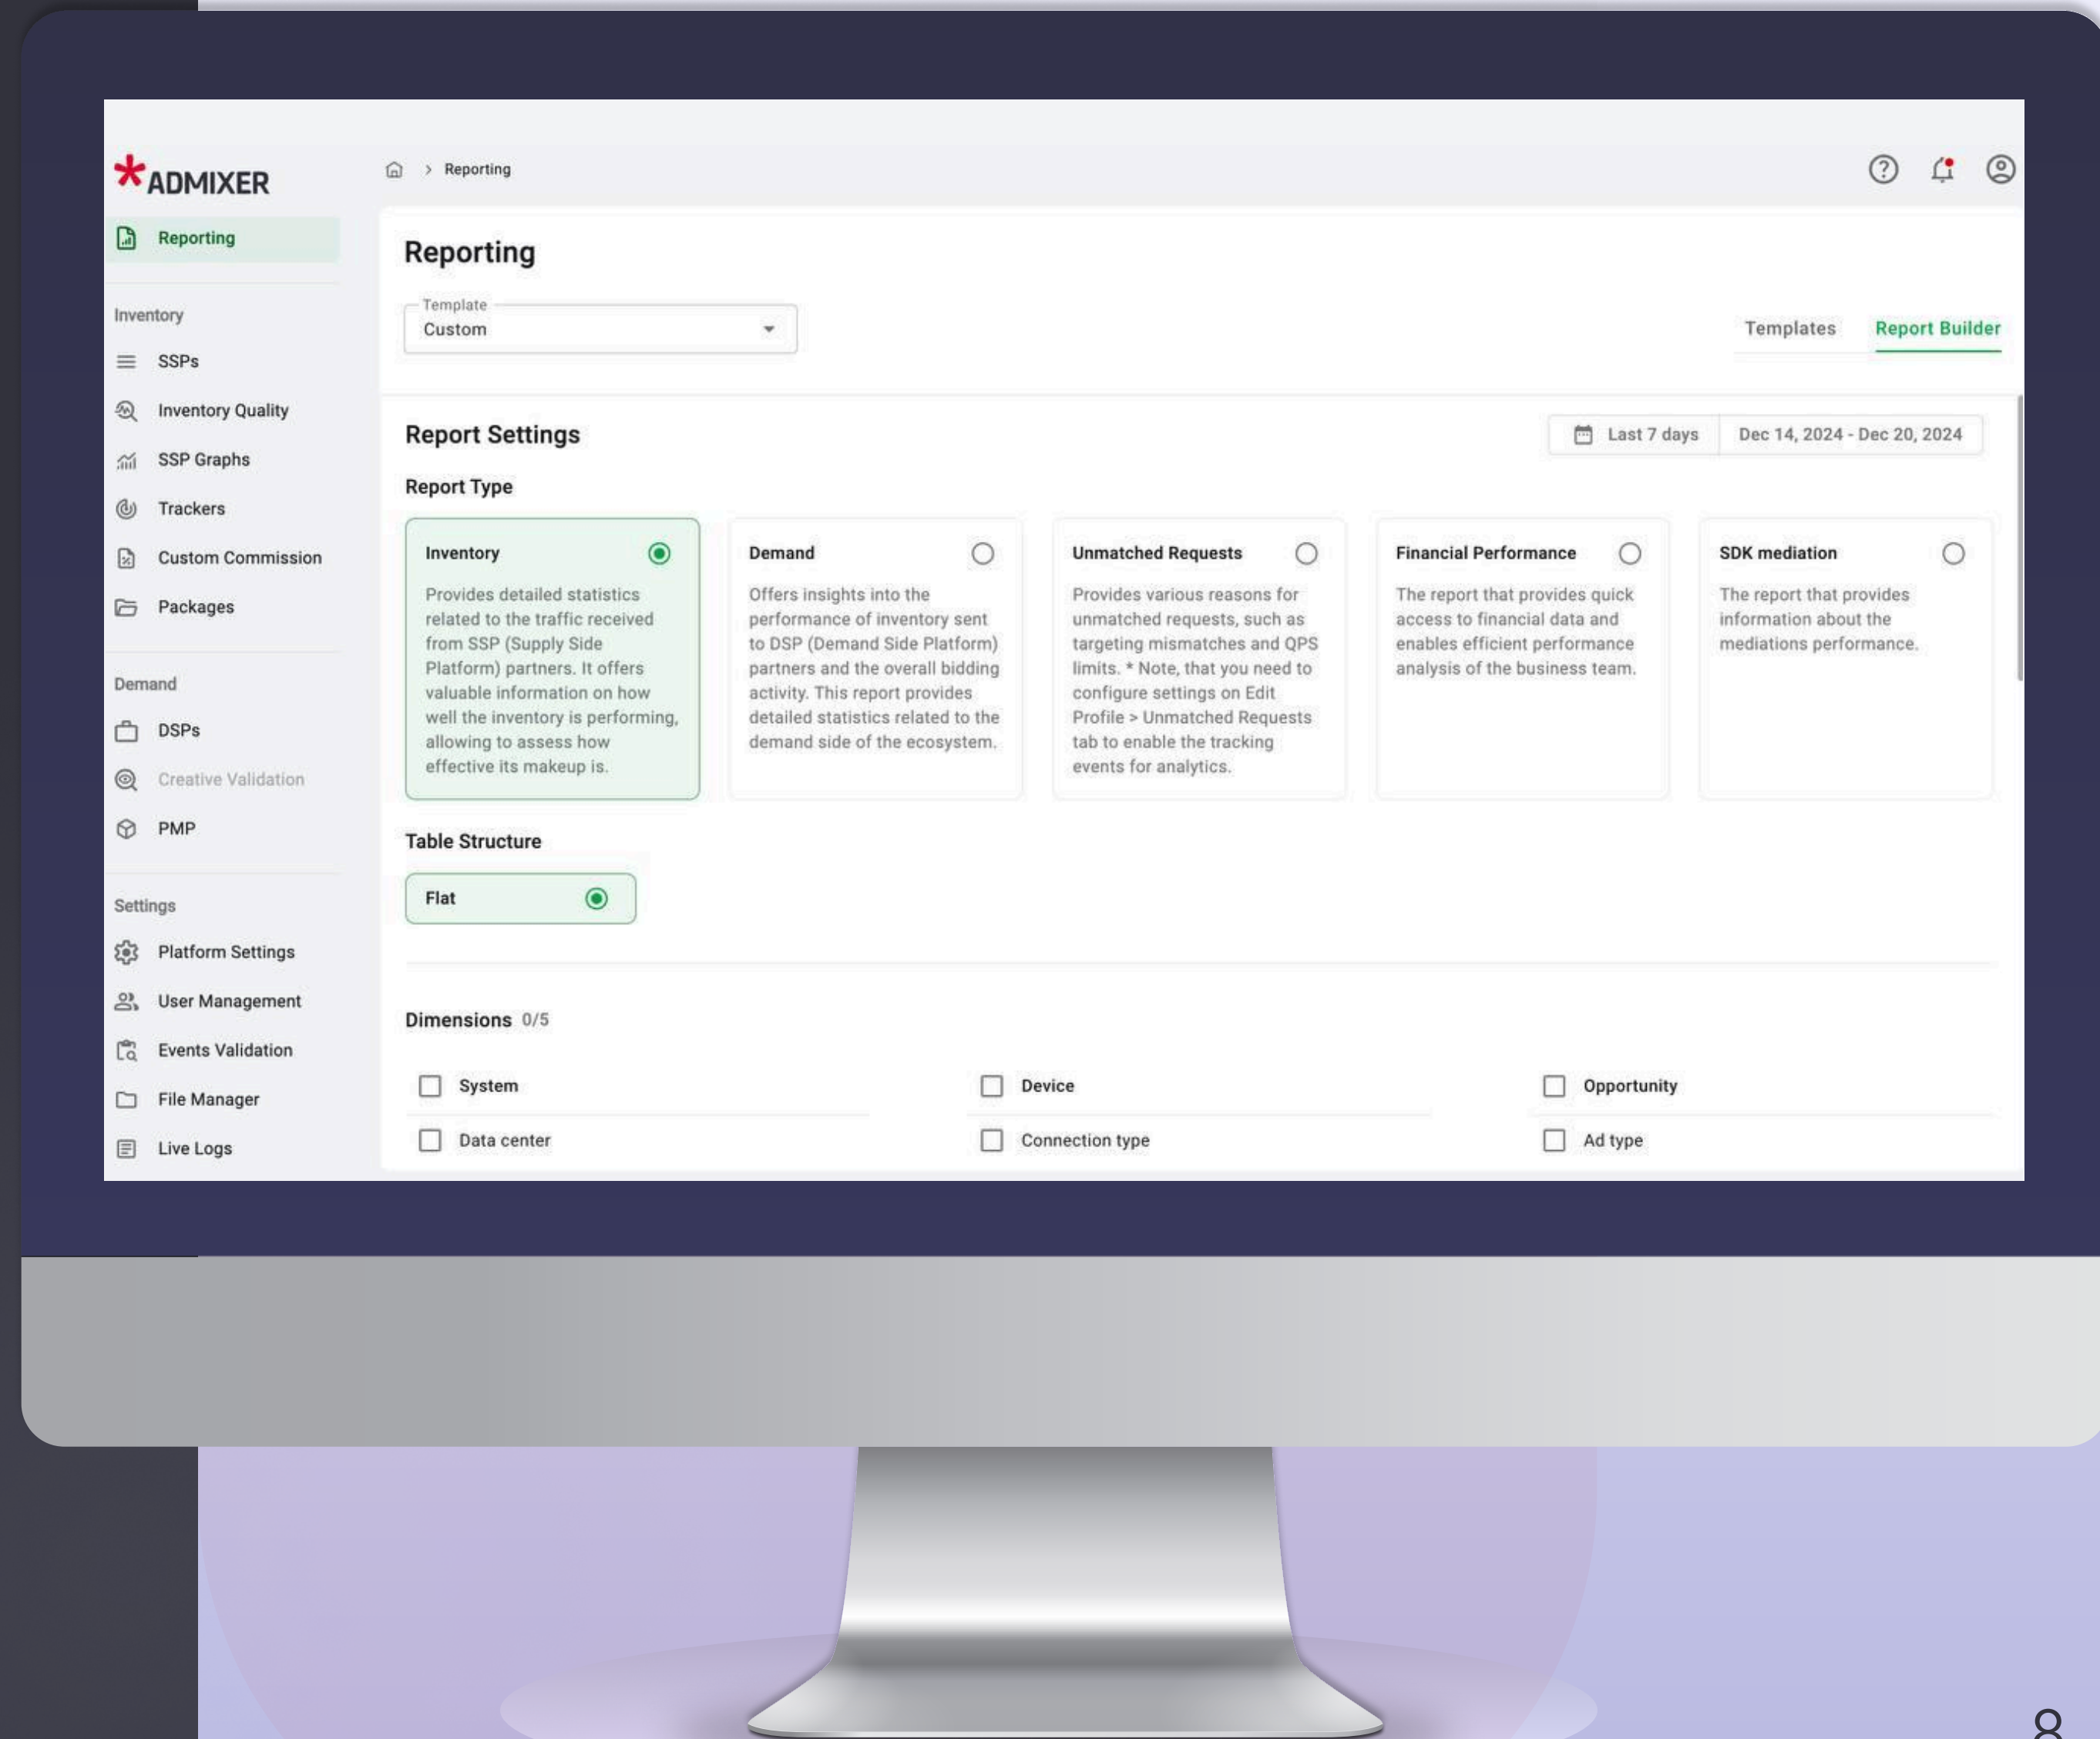 ADMIXER
Reporting
Reporting
Inventory
SSPs
Inventory Quality
SSP Graphs
Trackers
Custom Commission
Packages
Demand
DSPs
Creative Validation
PMP
Settings
Platform Settings
User Management
Events Validation
File Manager
Live Logs
Reporting
Template
Custom
Templates
Report Builder
Report Settings
Last 7 days
Dec 14, 2024 - Dec 20, 2024
Report Type
Inventory
Provides detailed statistics
related to the traffic received
from SSP (Supply Side
Platform) partners. It offers
valuable information on how
well the inventory is performing,
allowing to assess how
effective its makeup is.
Demand
Offers insights into the
performance of inventory sent
to DSP (Demand Side Platform)
partners and the overall bidding
activity. This report provides
detailed statistics related to the
demand side of the ecosystem.
Unmatched Requests
Provides various reasons for
unmatched requests, such as
targeting mismatches and QPS
limits. * Note, that you need to
configure settings on Edit
Profile > Unmatched Requests
tab to enable the tracking
events for analytics.
Financial Performance
The report that provides quick
access to financial data and
enables efficient performance
analysis of the business team.
SDK mediation
The report that provides
information about the
mediations performance.
Table Structure
Flat
Dimensions 0/5
System
Device
Opportunity
Data center
Connection type
Ad type
8